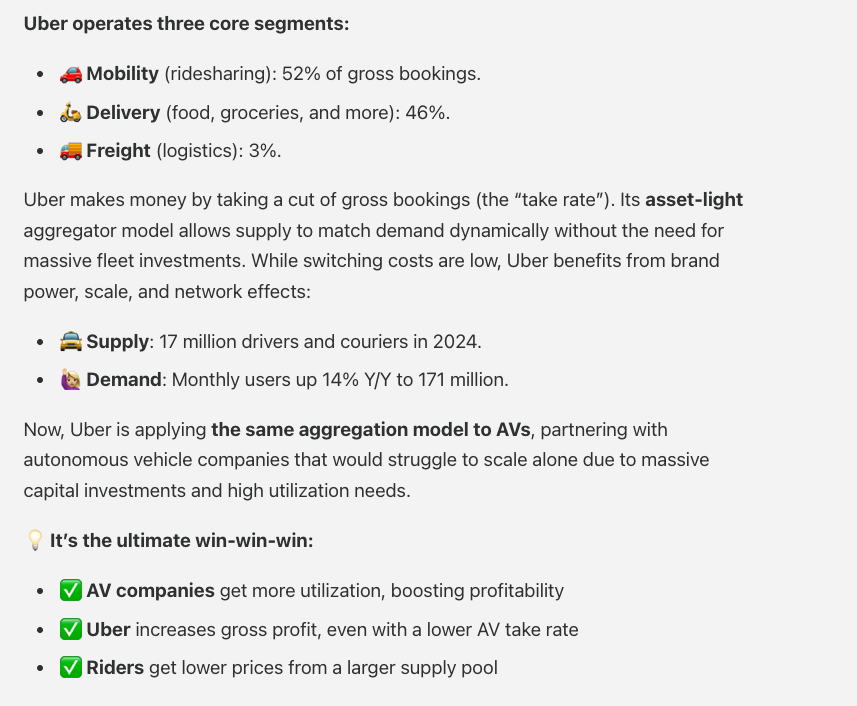 Uber operates three core segments:
• 🚗 Mobility (ridesharing): 52% of gross bookings.
• 🛵 Delivery (food, groceries, and more): 46%.
• 🚚 Freight (logistics): 3%.
Uber makes money by taking a cut of gross bookings (the “take rate”). Its asset-light
aggregator model allows supply to match demand dynamically without the need for
massive fleet investments. While switching costs are low, Uber benefits from brand
power, scale, and network effects:
• 🚘 Supply: 17 million drivers and couriers in 2024.
• 🙋🏼‍♀️ Demand: Monthly users up 14% Y/Y to 171 million.
Now, Uber is applying the same aggregation model to AVs, partnering with
autonomous vehicle companies that would struggle to scale alone due to massive
capital investments and high utilization needs.
💡 It’s the ultimate win-win-win:
• ✅ AV companies get more utilization, boosting profitability
• ✅ Uber increases gross profit, even with a lower AV take rate
• ✅ Riders get lower prices from a larger supply pool